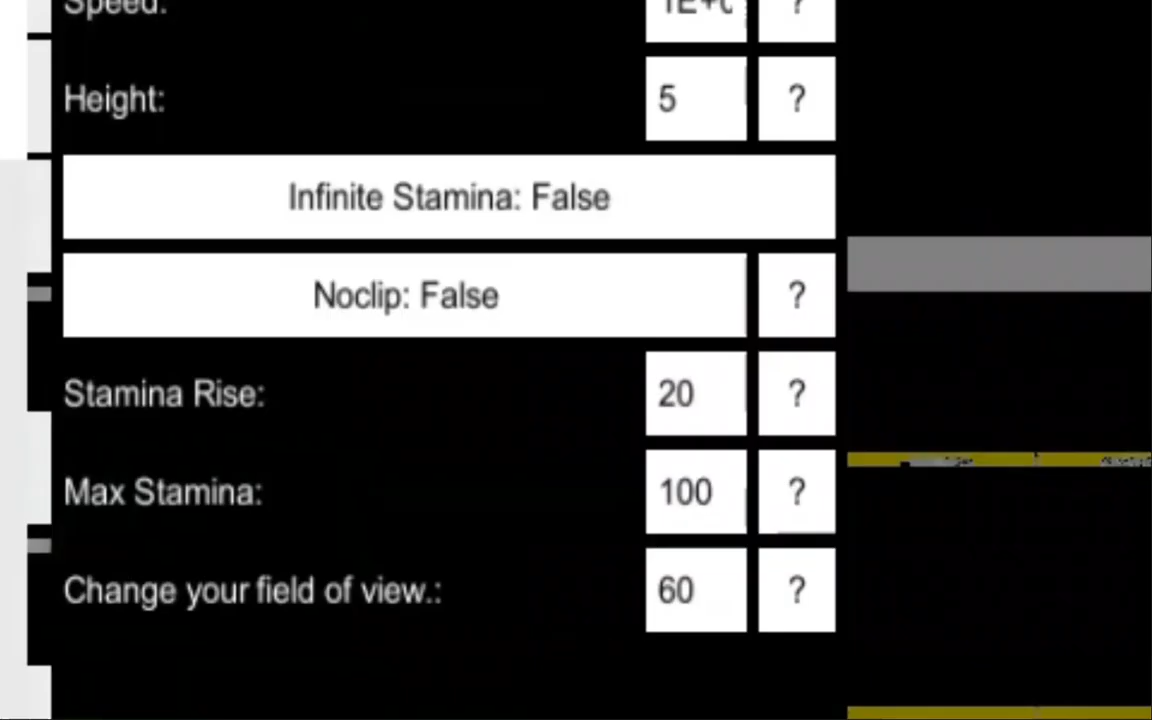 Speed: ?
Height: 5 ?
Infinite Stamina: False
Noclip: False ?
Stamina Rise: 20 ?
Max Stamina: 100 ?
Change your field of view.: 60 ?